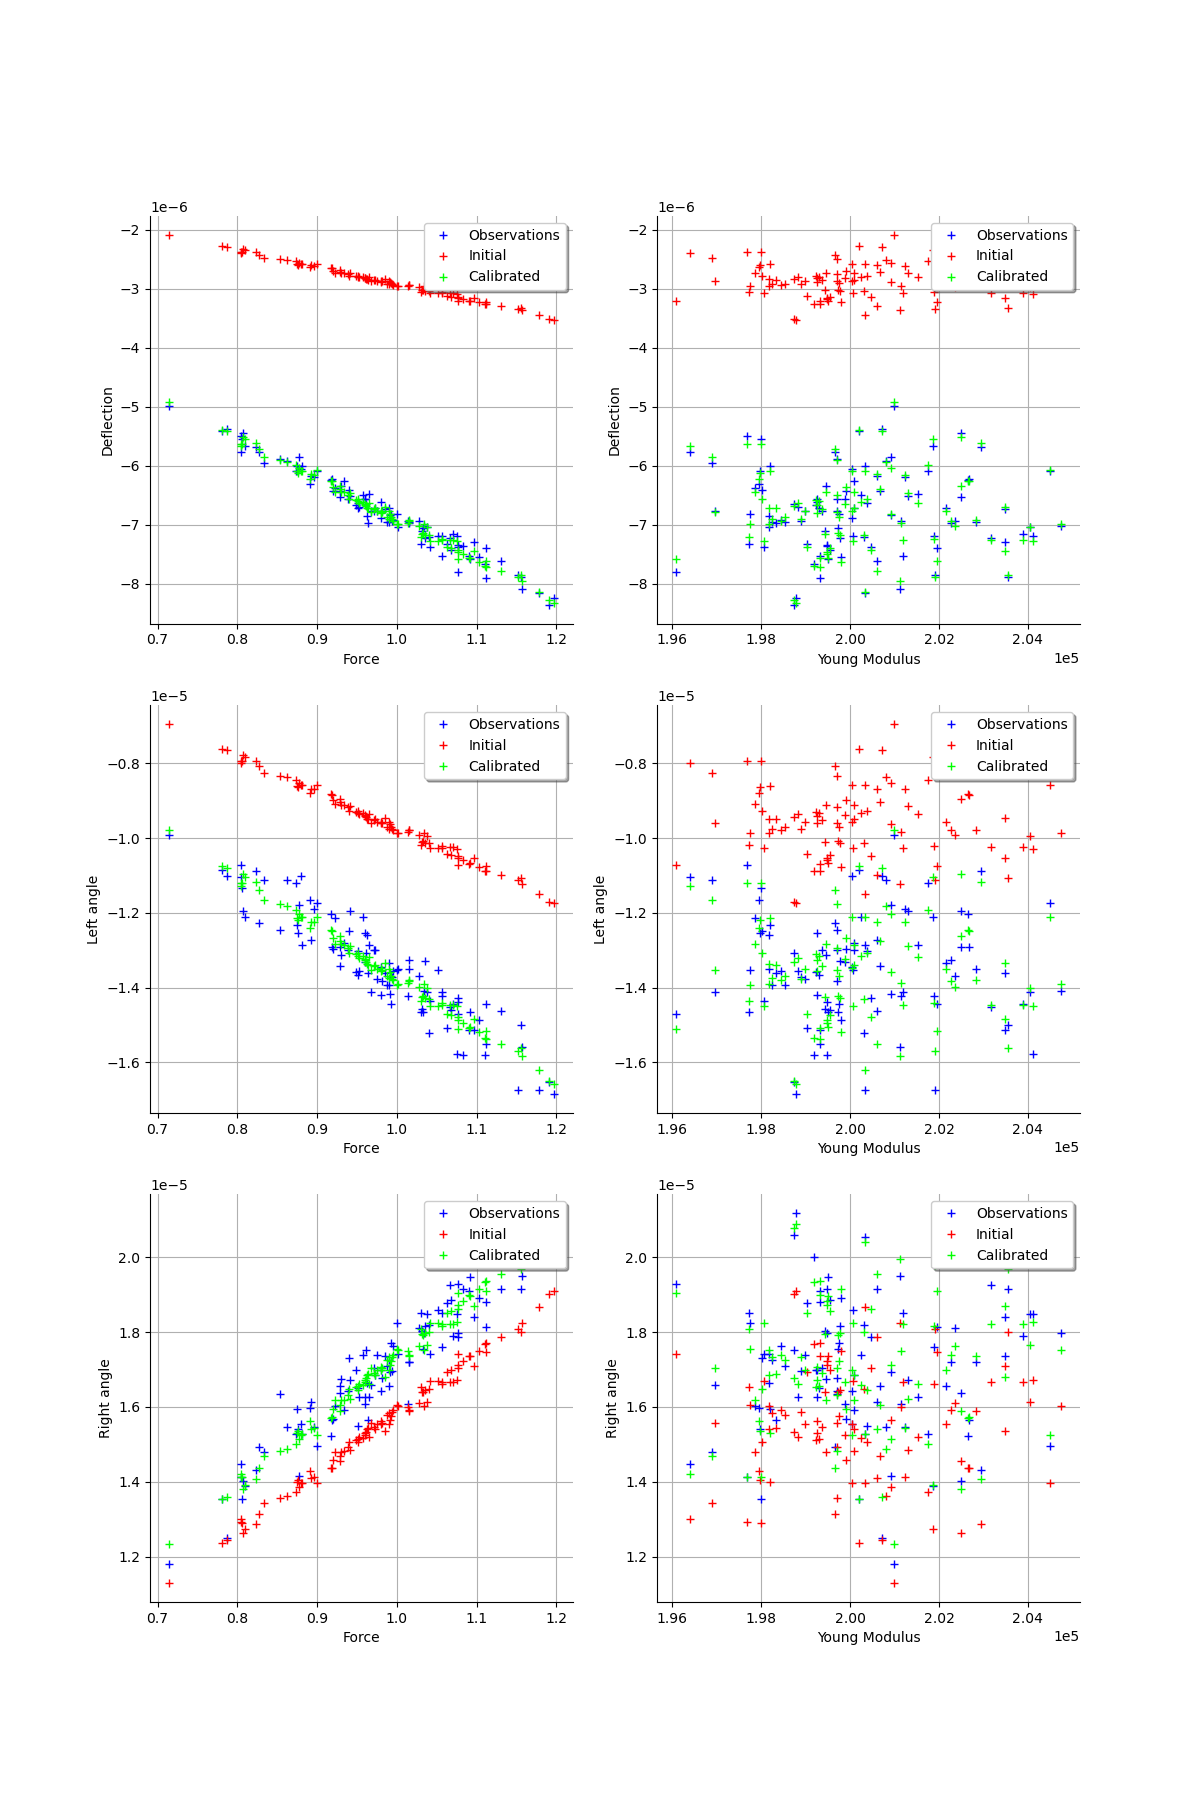 1e−6
−2
−3
−4
−5
−6
−7
−8
Deflection
0.7 0.8 0.9 1.0 1.1 1.2
Force
Observations
Initial
Calibrated
1e−6
−2
−3
−4
−5
−6
−7
−8
Deflection
1.96 1.98 2.00 2.02 2.04
1e5
Young Modulus
Observations
Initial
Calibrated
1e−5
−0.8
−1.0
−1.2
−1.4
−1.6
Left angle
0.7 0.8 0.9 1.0 1.1 1.2
Force
Observations
Initial
Calibrated
1e−5
−0.8
−1.0
−1.2
−1.4
−1.6
Left angle
1.96 1.98 2.00 2.02 2.04
1e5
Young Modulus
Observations
Initial
Calibrated
1e−5
2.0
1.8
1.6
1.4
1.2
Right angle
0.7 0.8 0.9 1.0 1.1 1.2
Force
Observations
Initial
Calibrated
1e−5
2.0
1.8
1.6
1.4
1.2
Right angle
1.96 1.98 2.00 2.02 2.04
1e5
Young Modulus
Observations
Initial
Calibrated